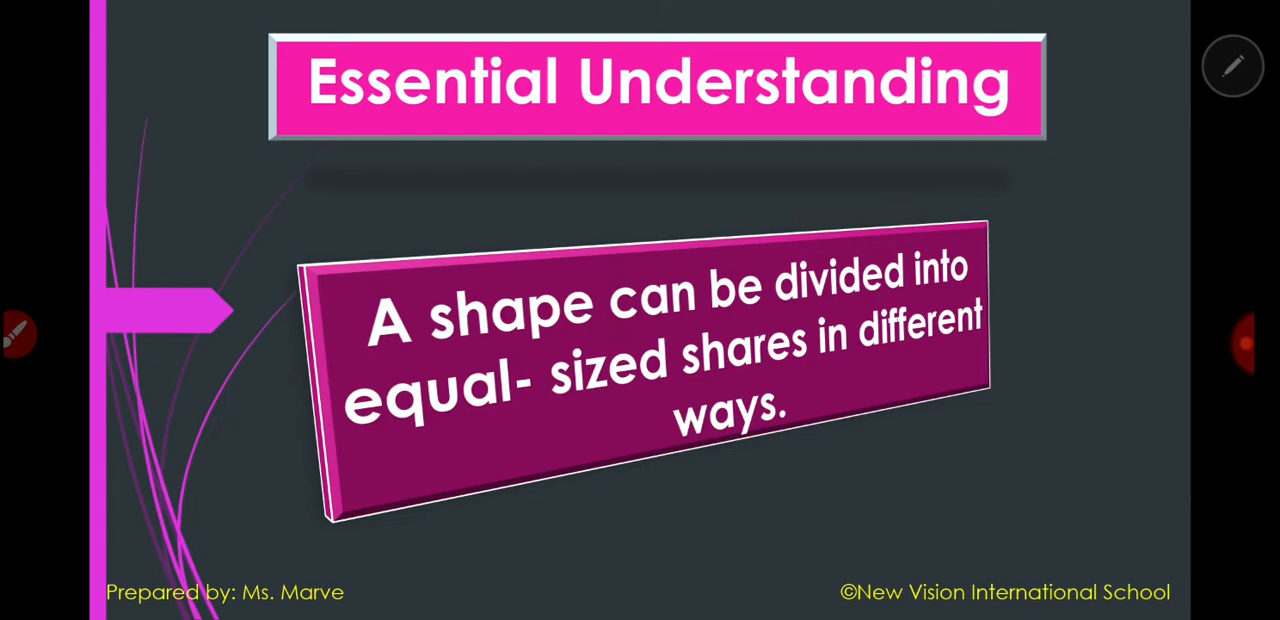 Essential Understanding
A shape can be divided into
equal- sized shares in different
ways.
Prepared by: Ms. Marve
©New Vision International School